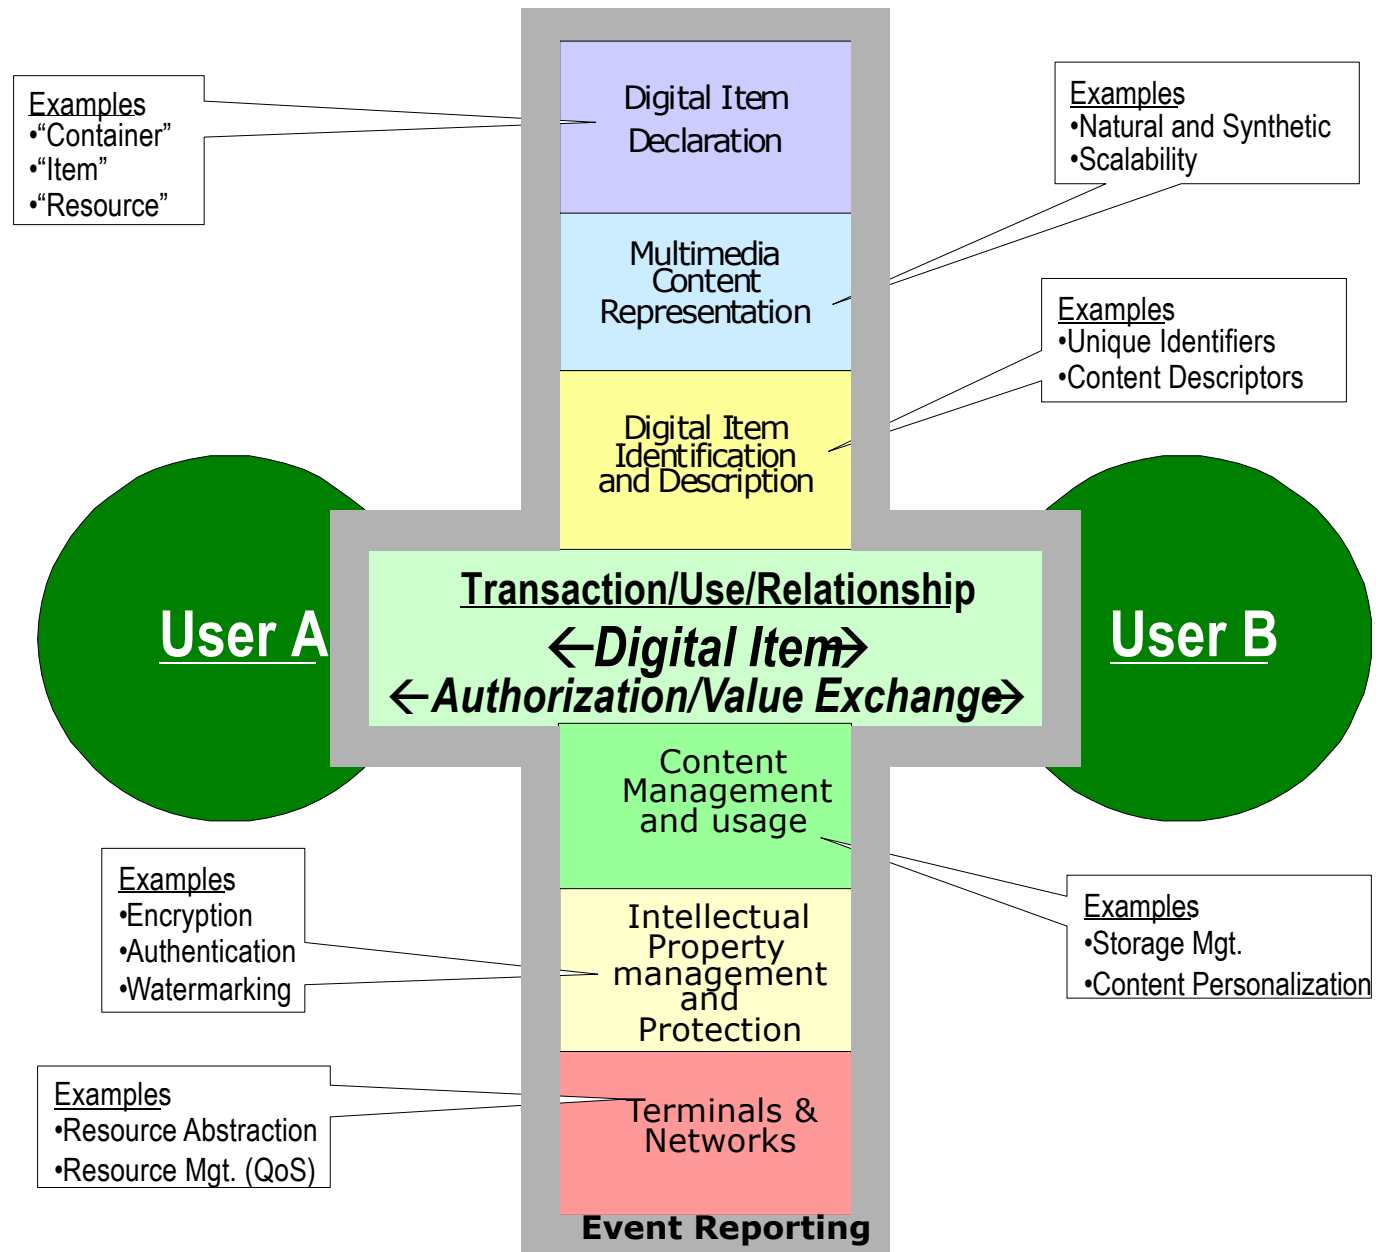 Digital Item
Declaration
Examples
•“Container”
•“Item”
•“Resource”
Examples
•Natural and Synthetic
•Scalability
Multimedia
Content
Representation
Examples
•Unique Identifiers
•Content Descriptors
Digital Item
Identification
and Description
User A
Transaction/Use/Relationship
←Digital Item→
←Authorization/Value Exchange→
User B
Content
Management
and usage
Examples
•Encryption
•Authentication
•Watermarking
Intellectual
Property
management
and
Protection
Examples
•Storage Mgt.
•Content Personalization
Examples
•Resource Abstraction
•Resource Mgt. (QoS)
Terminals &
Networks
Event Reporting